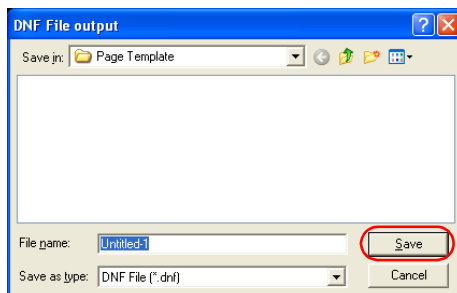 DNF File output
Save in: Page Template
File name: Untitled-1 Save
Save as type: DNF File (*.dnf) Cancel